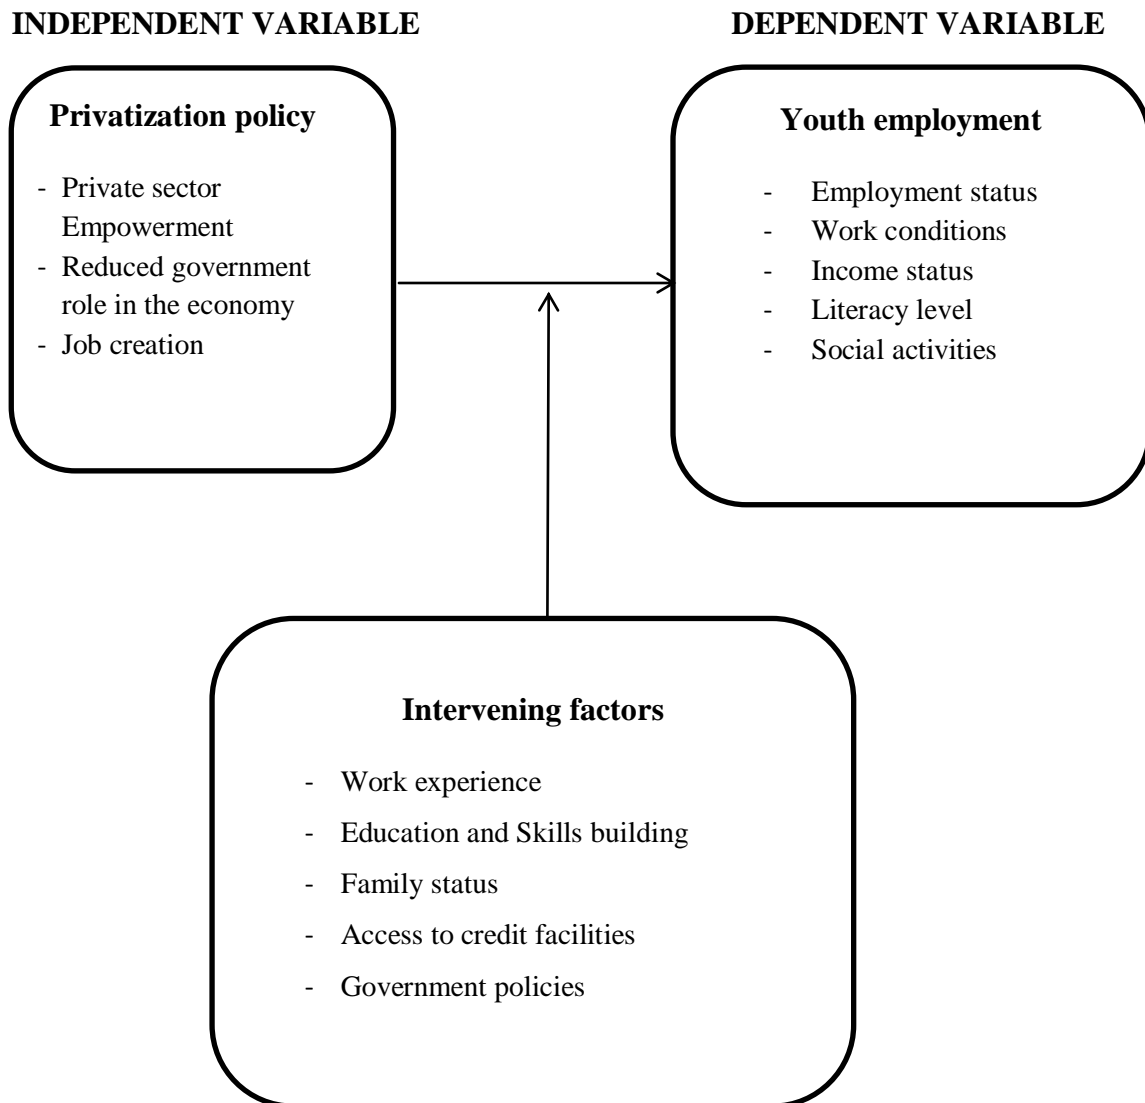 INDEPENDENT VARIABLE
DEPENDENT VARIABLE
Privatization policy
- Private sector
Empowerment
- Reduced government
role in the economy
- Job creation
Youth employment
- Employment status
- Work conditions
- Income status
- Literacy level
- Social activities
Intervening factors
- Work experience
- Education and Skills building
- Family status
- Access to credit facilities
- Government policies